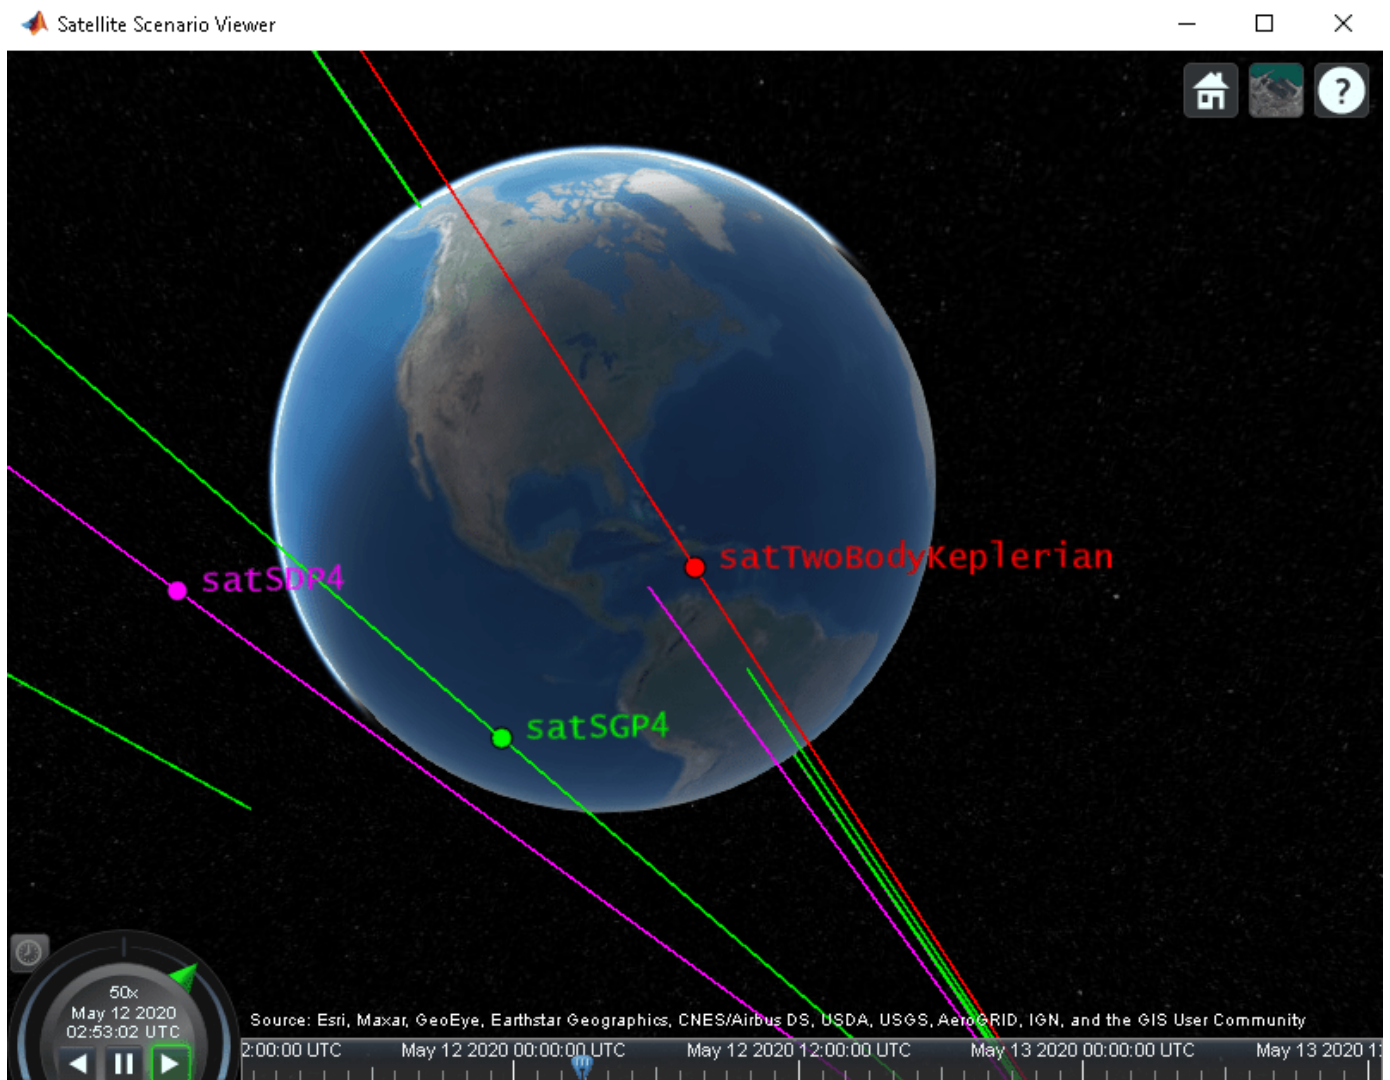 Satellite Scenario Viewer
?
satTwoBodyKeplerian
satSDP4
satSGP4
50x
May 12 2020
02:53:02 UTC
Source: Esri, Maxar, GeoEye, Earthstar Geographics, CNES/Airbus DS, USDA, USGS, AeroGRID, IGN, and the GIS User Community
2:00:00 UTC May 12 2020 00:00:00 UTC May 12 2020 12:00:00 UTC May 13 2020 00:00:00 UTC May 13 2020 1